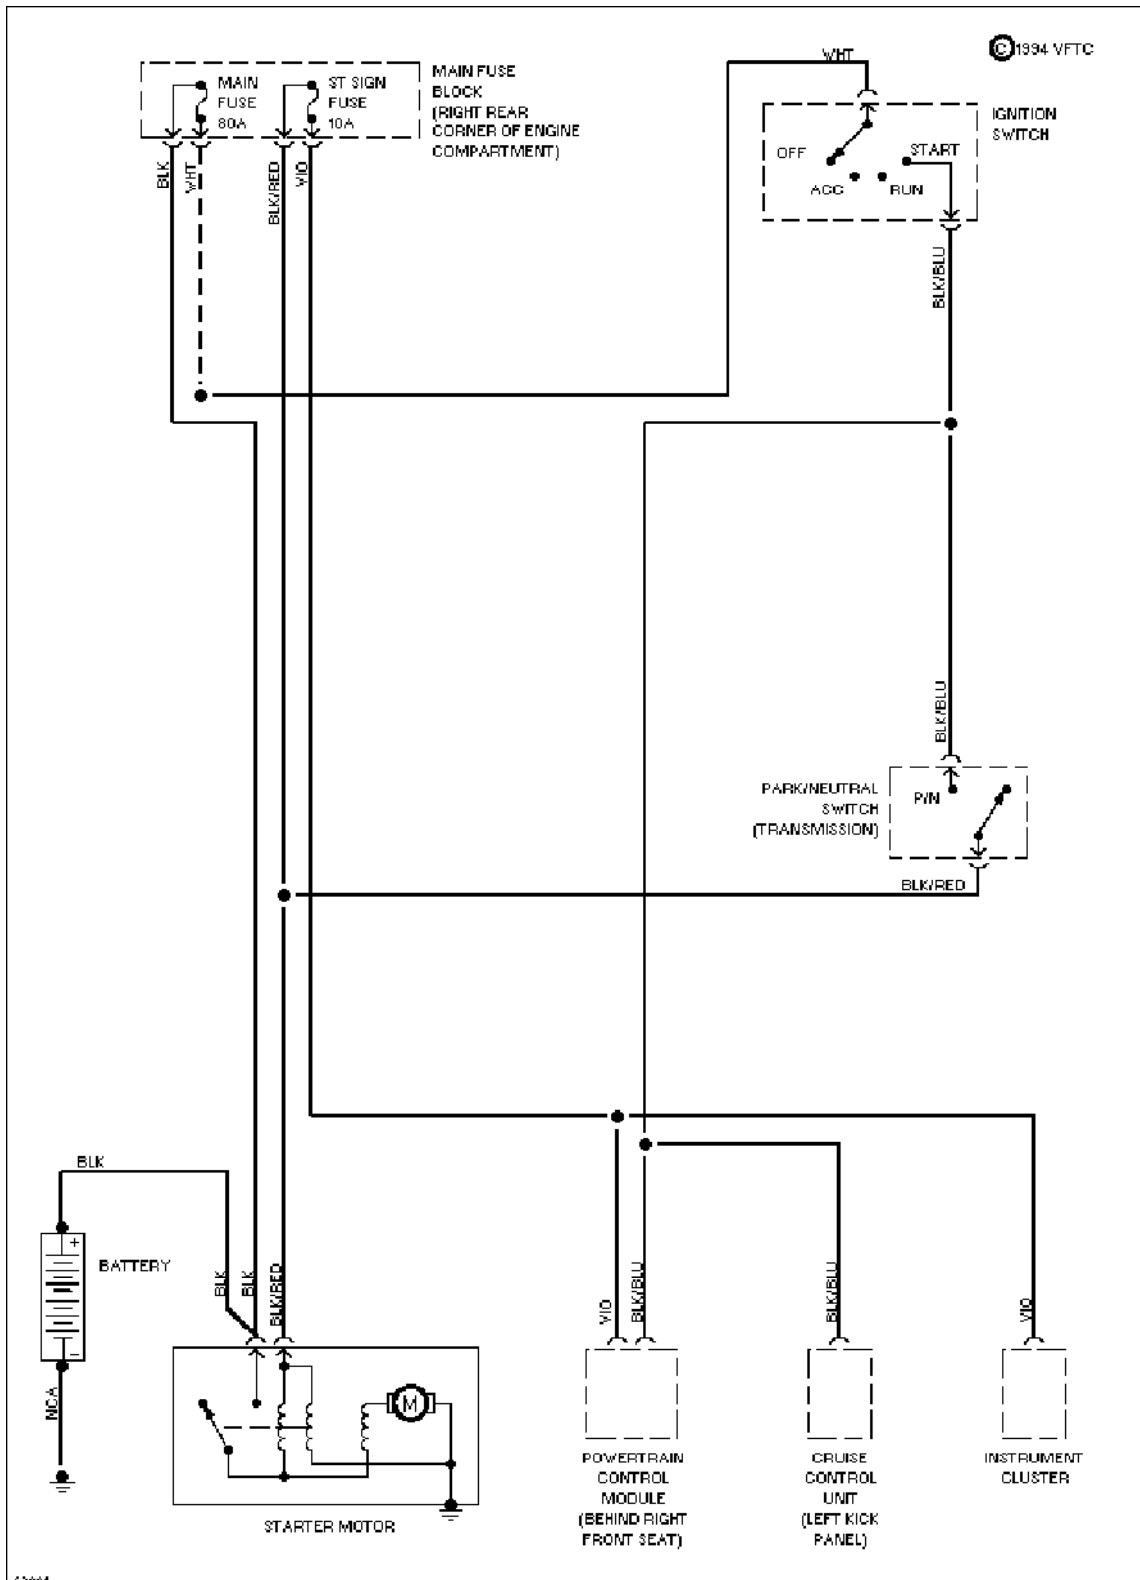 WHT
©1994 VFTC
MAIN
FUSE
80A
ST SIGN
FUSE
10A
MAIN FUSE
BLOCK
(RIGHT REAR
CORNER OF ENGINE
COMPARTMENT)
IGNITION
SWITCH
OFF
ACC
RUN
START
BLK
WHT
BLK/RED
VIO
BLK/BLU
BLK/BLU
PARK/NEUTRAL
SWITCH
(TRANSMISSION)
P/N
BLK/RED
BLK
+
-
BATTERY
NCA
BLK
BLK
BLK/RED
VIO
BLK/BLU
BLK/BLU
VIO
M
STARTER MOTOR
POWERTRAIN
CONTROL
MODULE
(BEHIND RIGHT
FRONT SEAT)
CRUISE
CONTROL
UNIT
(LEFT KICK
PANEL)
INSTRUMENT
CLUSTER